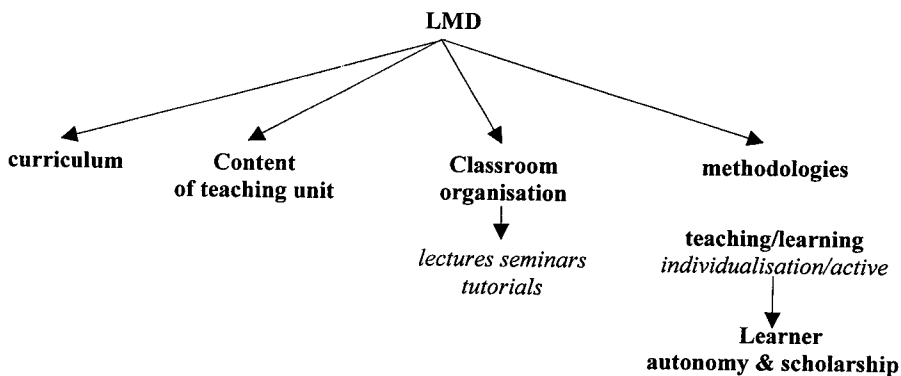 LMD
curriculum
Content
of teaching unit
Classroom
organisation
lectures seminars
tutorials
methodologies
teaching/learning
individualisation/active
Learner
autonomy & scholarship